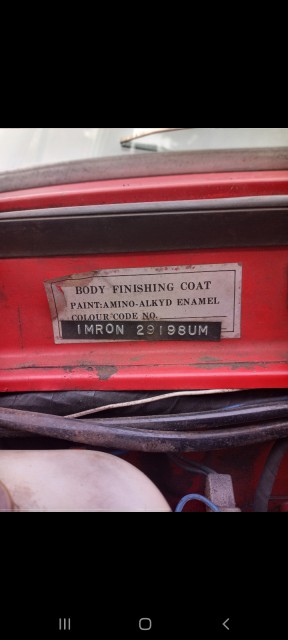 BODY FINISHING COAT
PAINT:AMINO-ALKYD ENAMEL
COLOUR CODE NO.
IMRON 29198UM